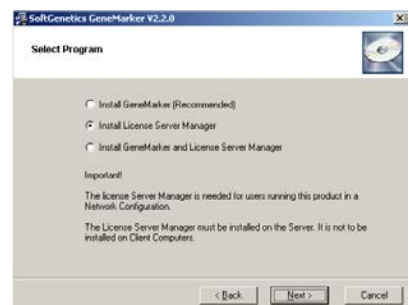 SoftGenetics GeneMarker V2.2.0
Select Program
Install GeneMarker (Recommended)
Install License Server Manager
Install GeneMarker and License Server Manager
Important!
The license Server Manager is needed for users running this product in a
Network Configuration.
The License Server Manager must be installed on the Server. It is not to be
installed on Client Computers.
< Back
Next >
Cancel